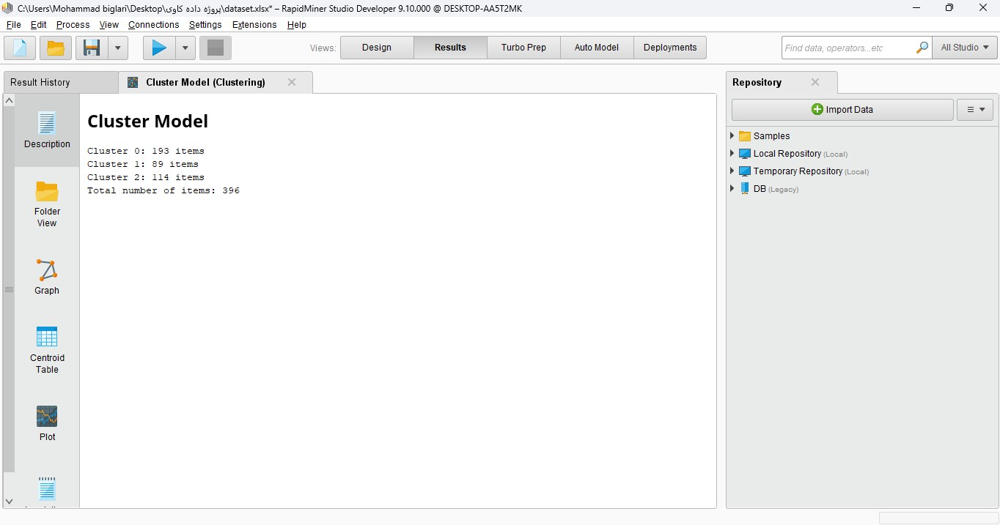 C:\Users\Mohammad biglari\Desktop\پروژه داده کاوی\dataset.xlsx* – RapidMiner Studio Developer 9.10.000 @ DESKTOP-AA5T2MK
File Edit Process View Connections Settings Extensions Help
Views: Design Results Turbo Prep Auto Model Deployments Find data, operators...etc All Studio
Result History Cluster Model (Clustering)
Description
Folder
View
Graph
Centroid
Table
Plot
Cluster Model
Cluster 0: 193 items
Cluster 1: 89 items
Cluster 2: 114 items
Total number of items: 396
Repository
Import Data
Samples
Local Repository (Local)
Temporary Repository (Local)
DB (Legacy)